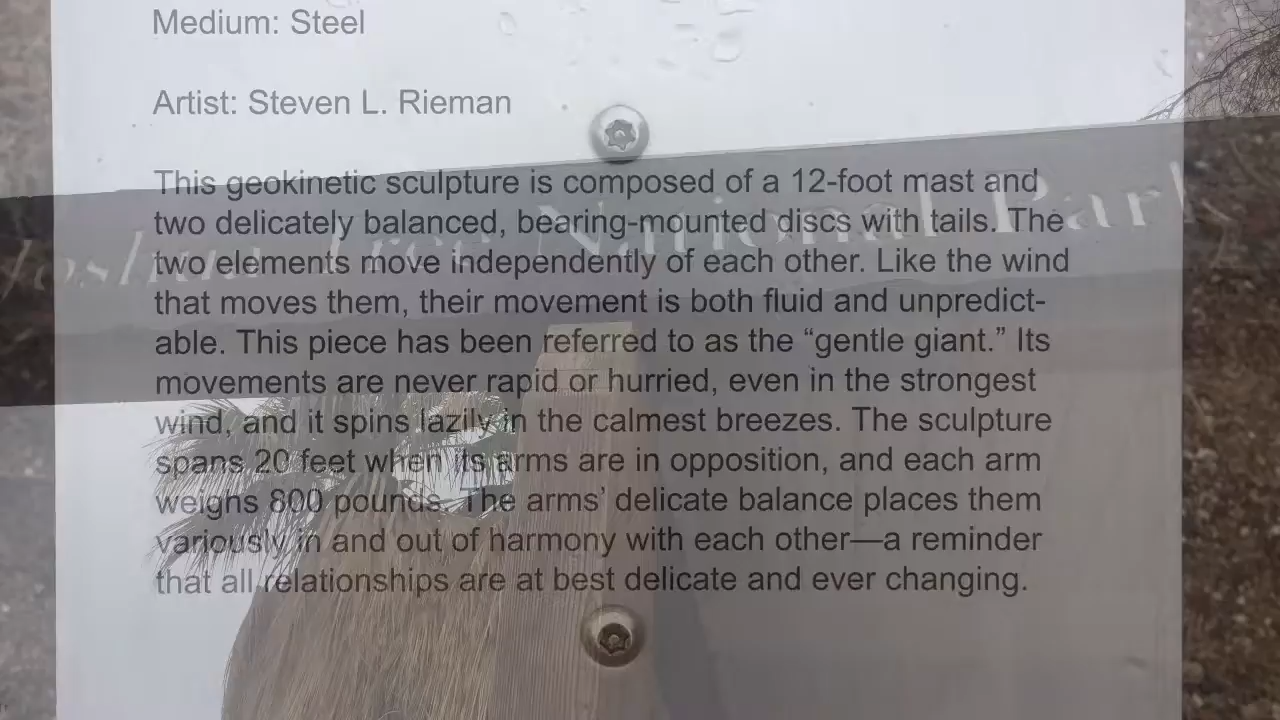 Medium: Steel
Artist: Steven L. Rieman
This geokinetic sculpture is composed of a 12-foot mast and
two delicately balanced, bearing-mounted discs with tails. The
Joshua Tree National Park
two elements move independently of each other. Like the wind
that moves them, their movement is both fluid and unpredict-
able. This piece has been referred to as the “gentle giant.” Its
movements are never rapid or hurried, even in the strongest
wind, and it spins lazily in the calmest breezes. The sculpture
spans 20 feet when its arms are in opposition, and each arm
weighs 800 pounds. The arms’ delicate balance places them
variously in and out of harmony with each other—a reminder
that all relationships are at best delicate and ever changing.